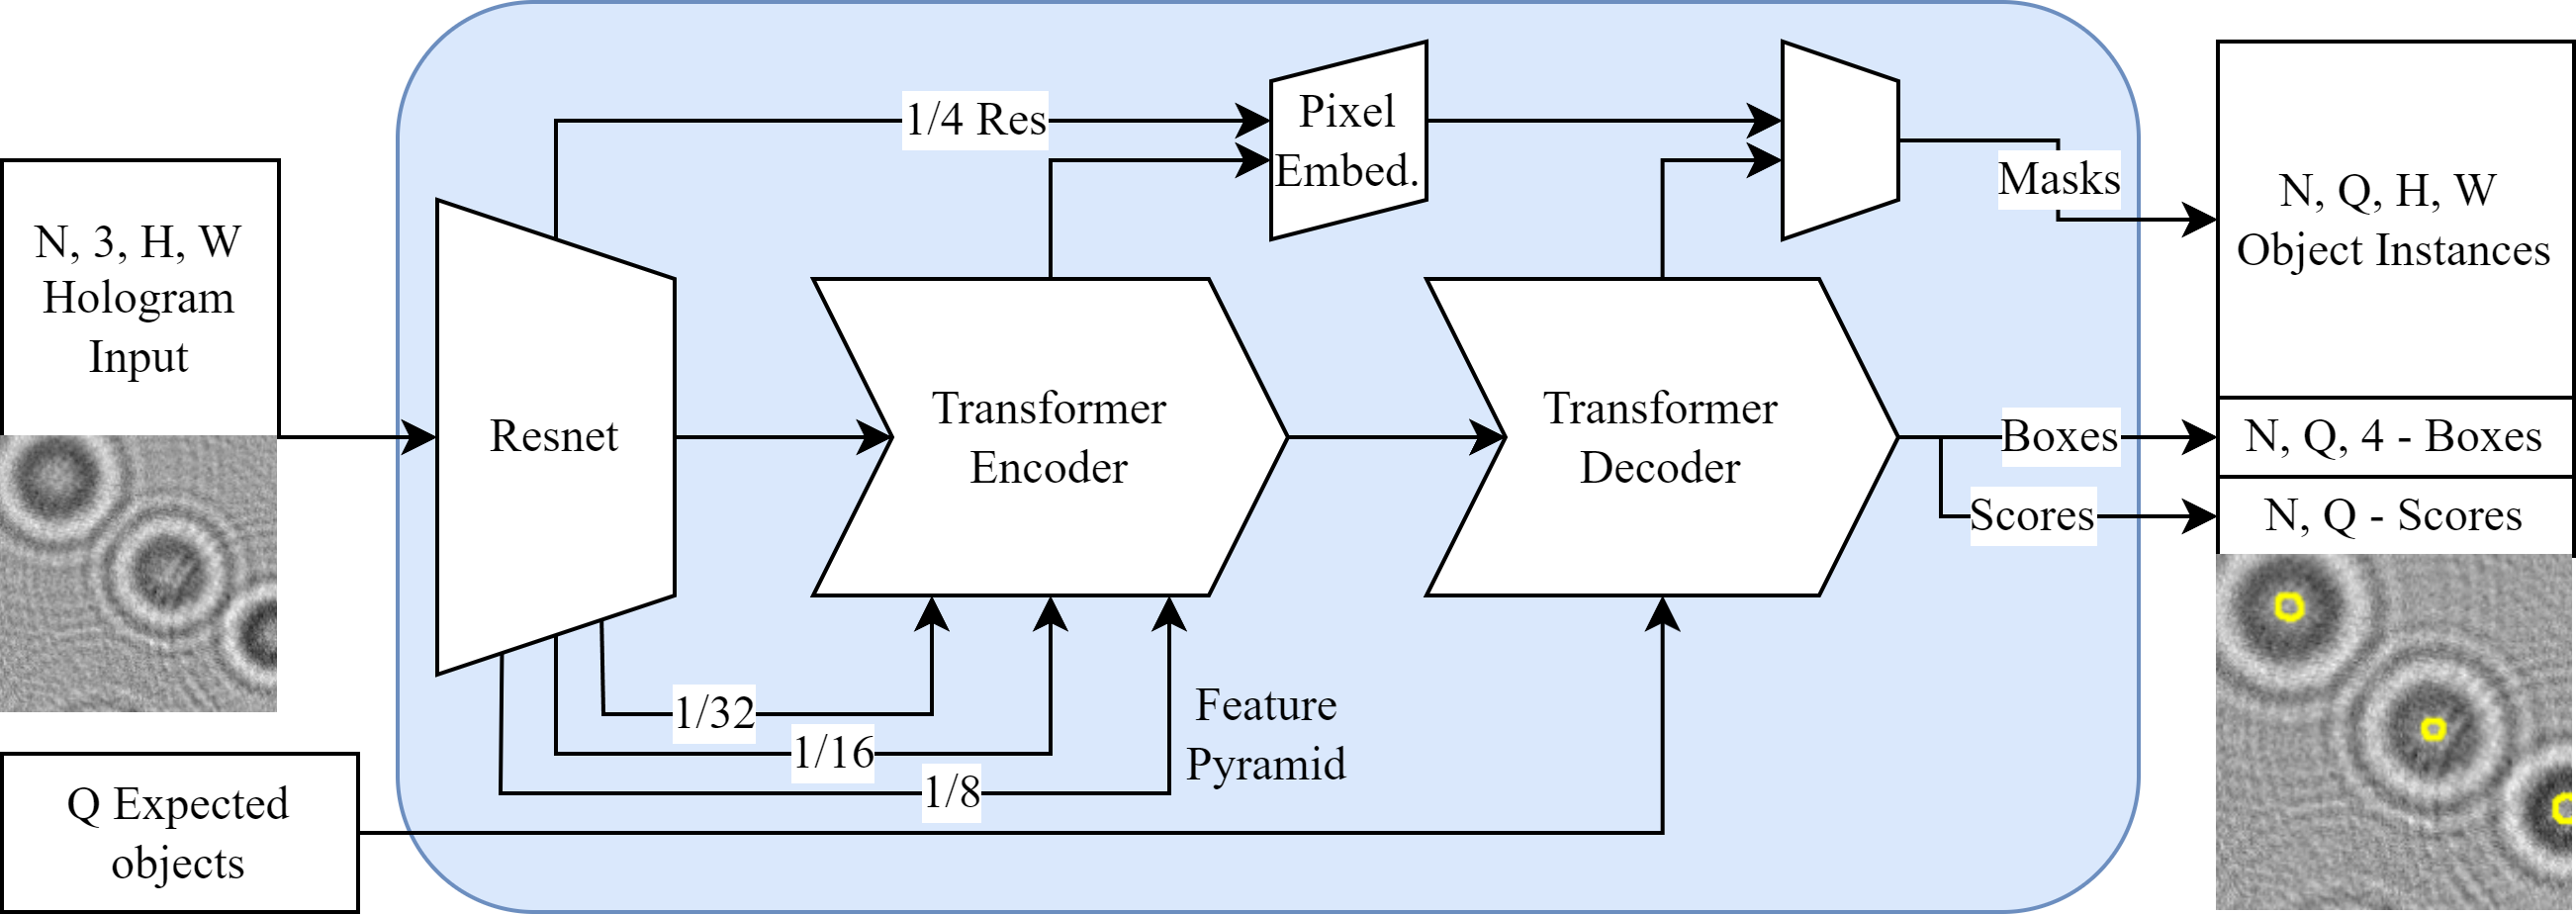 N, 3, H, W
Hologram
Input
Q Expected
objects
Resnet
1/4 Res
Pixel
Embed.
Transformer
Encoder
Transformer
Decoder
1/32
1/16
1/8
Feature
Pyramid
Masks
Boxes
Scores
N, Q, H, W
Object Instances
N, Q, 4 - Boxes
N, Q - Scores